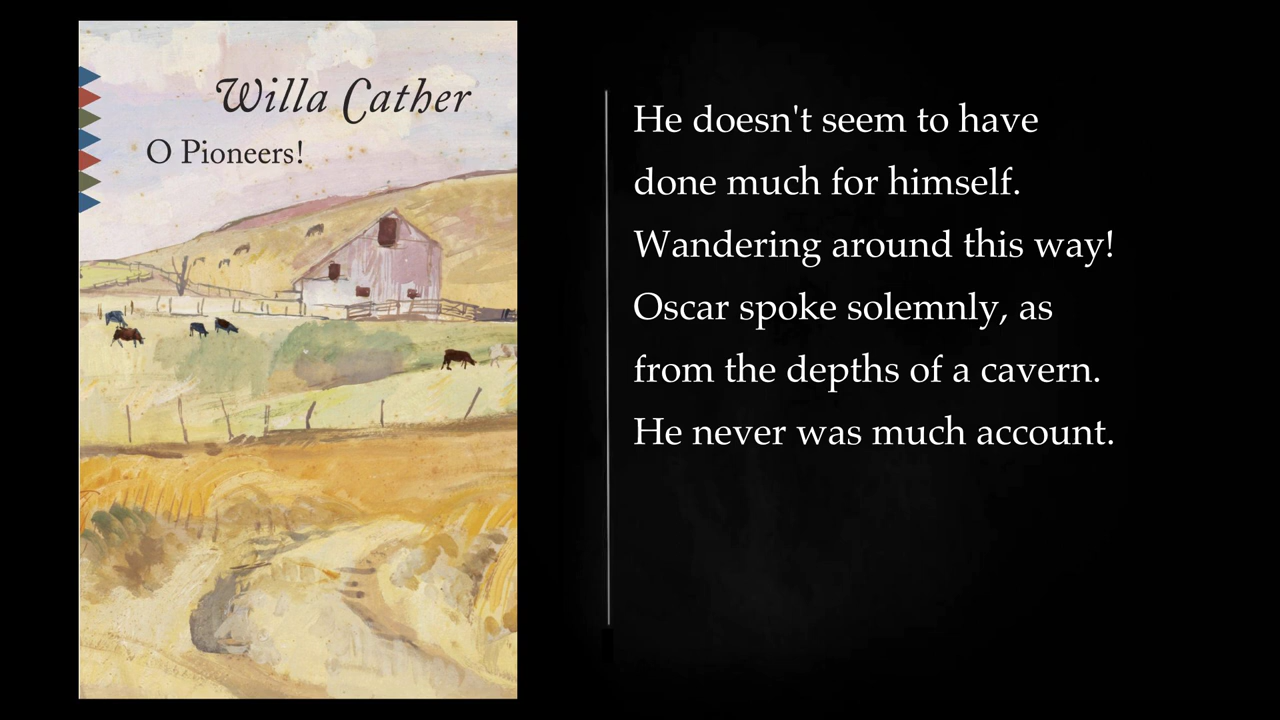 Willa Cather
O Pioneers!
He doesn't seem to have
done much for himself.
Wandering around this way!
Oscar spoke solemnly, as
from the depths of a cavern.
He never was much account.